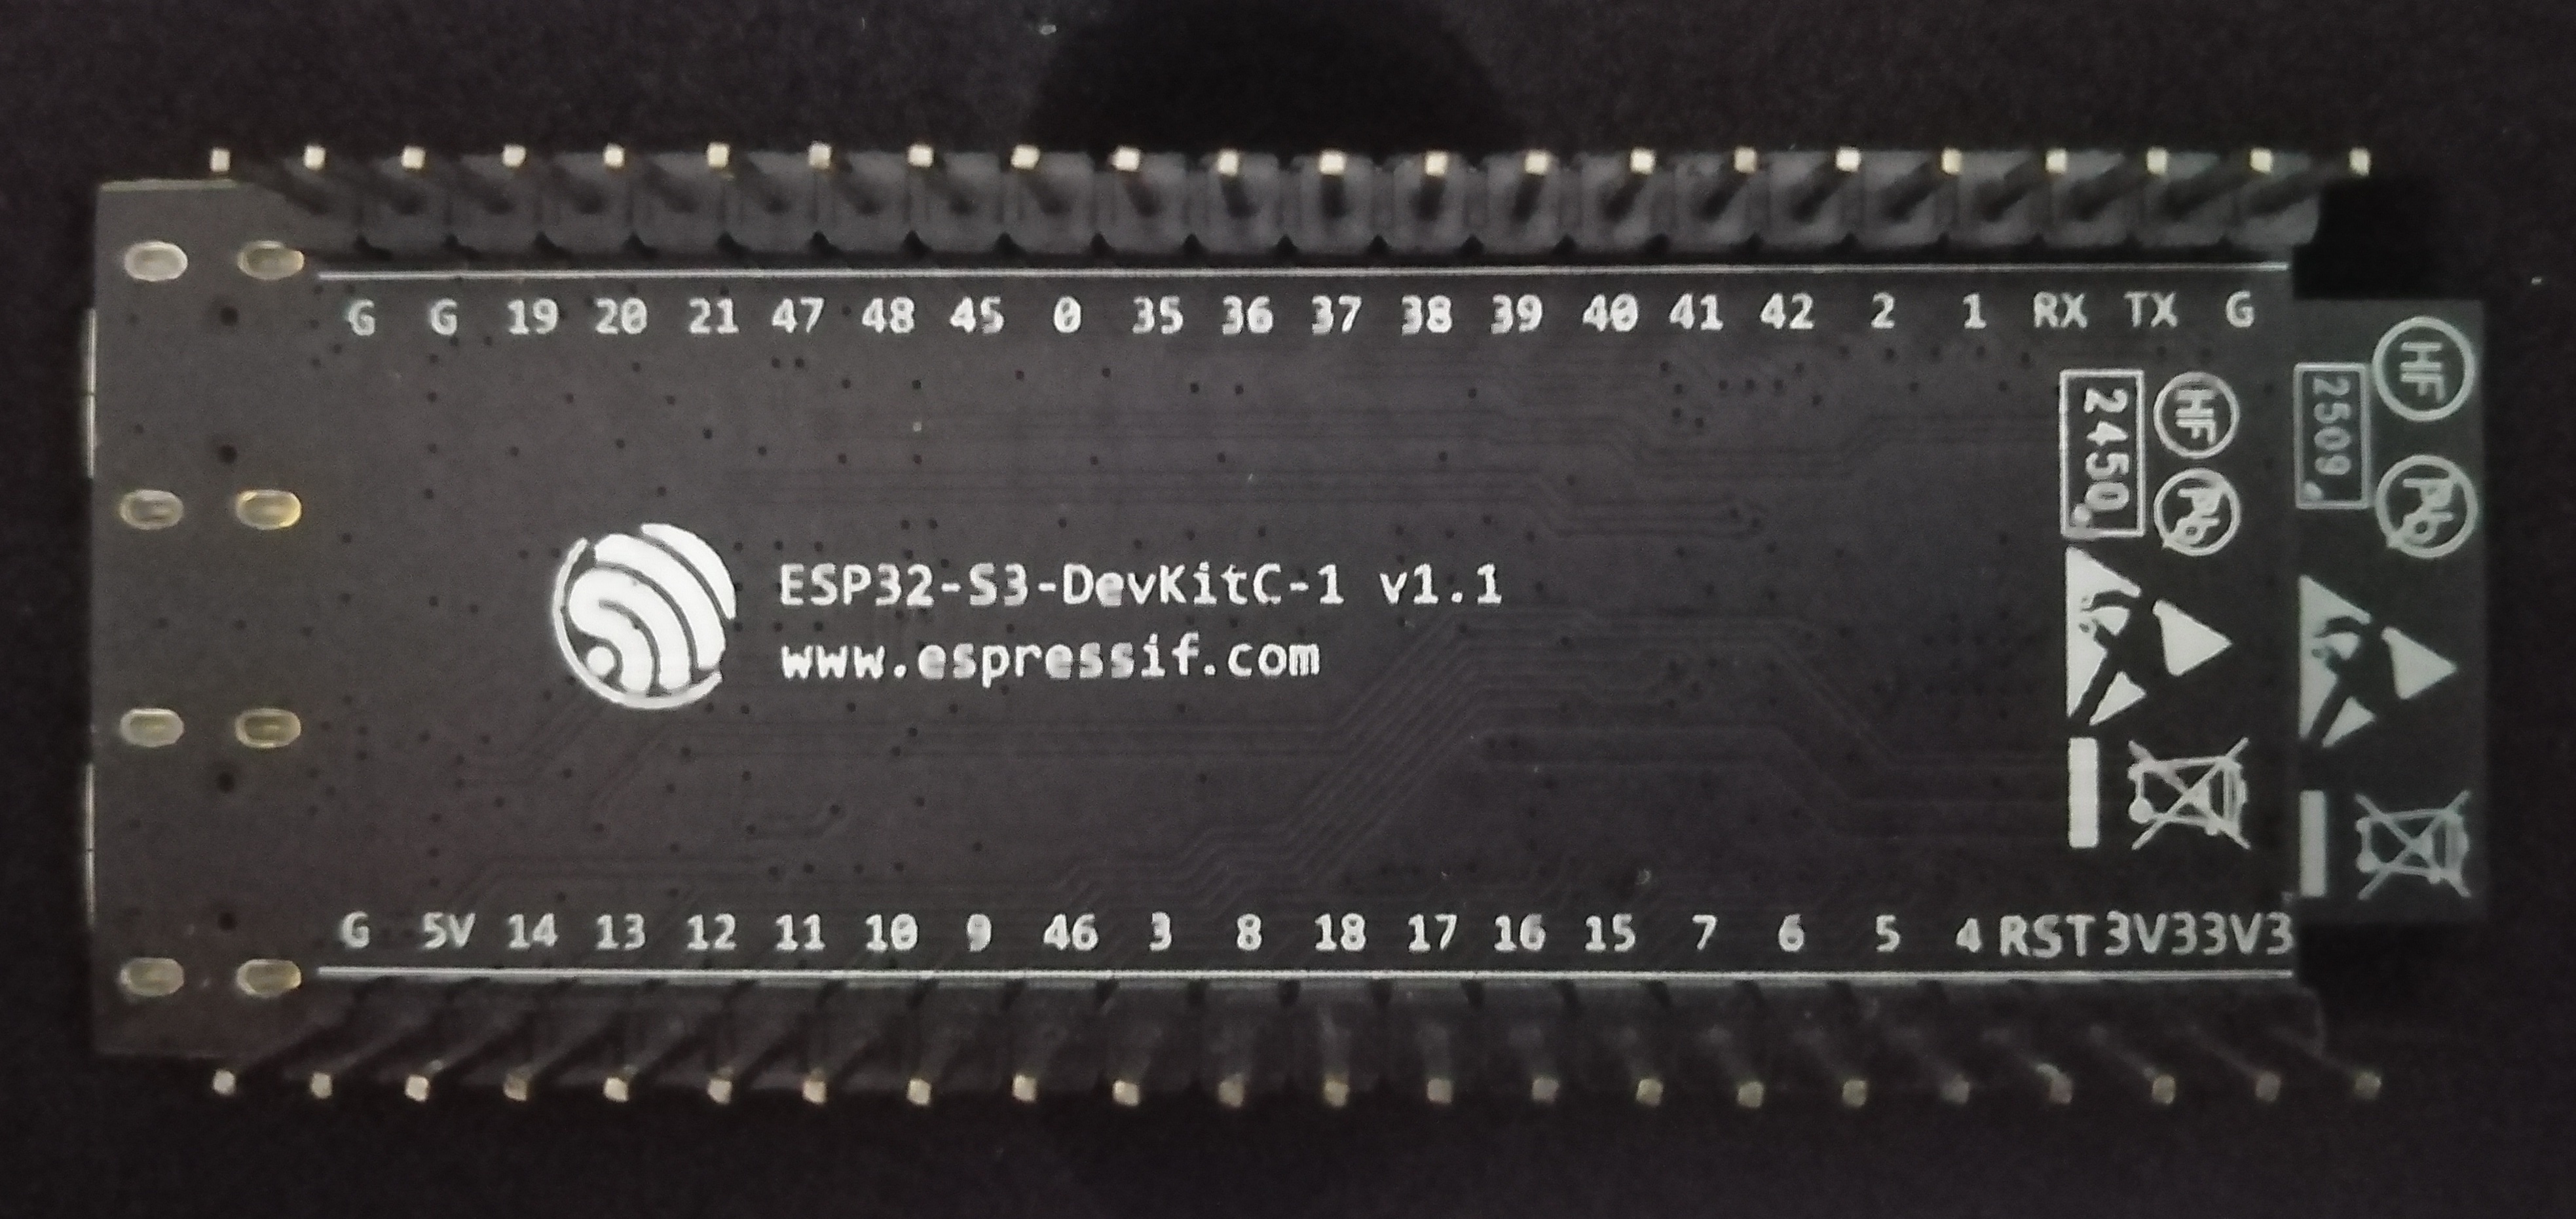 G G 19 20 21 47 48 45 0 35 36 37 38 39 40 41 42 2 1 RX TX G
HF
2450
Pb
HF
2509
Pb
ESP32-S3-DevKitC-1 v1.1
www.espressif.com
G 5V 14 13 12 11 10 9 46 3 8 18 17 16 15 7 6 5 4 RST 3V3 3V3